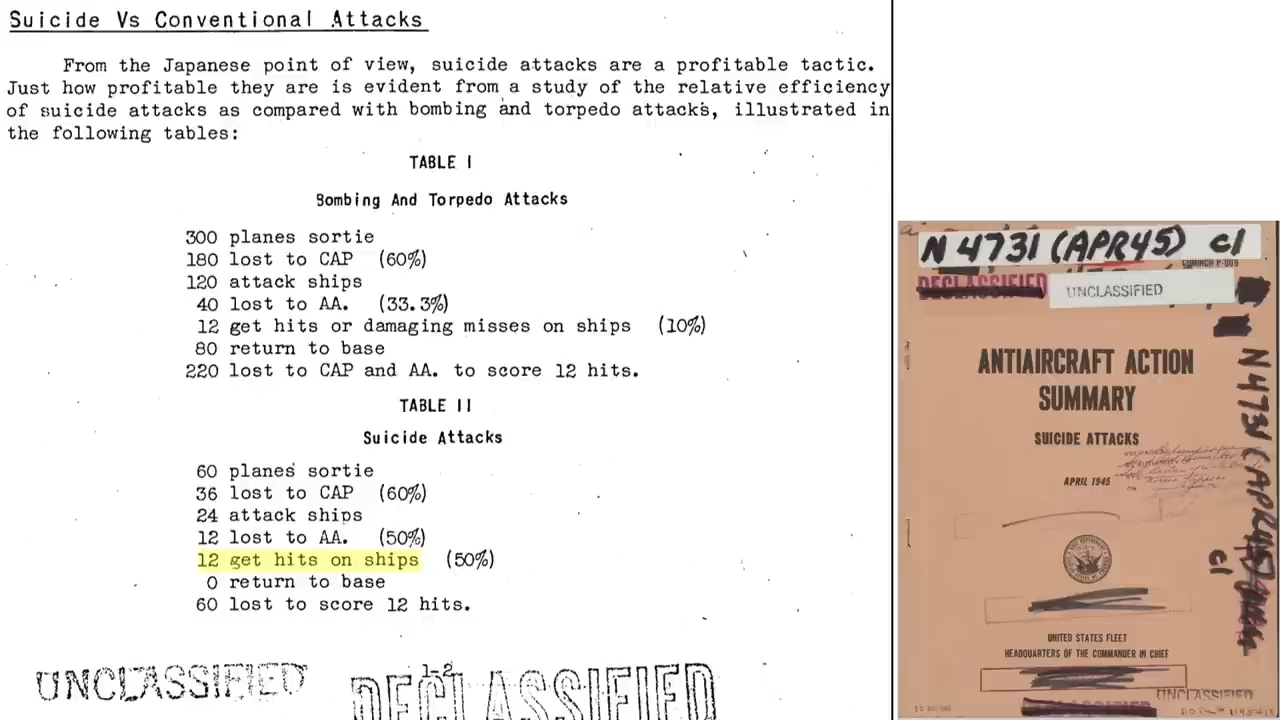 Suicide Vs Conventional Attacks
From the Japanese point of view, suicide attacks are a profitable tactic.
Just how profitable they are is evident from a study of the relative efficiency
of suicide attacks as compared with bombing and torpedo attacks, illustrated in
the following tables:
TABLE I
Bombing And Torpedo Attacks
300 planes sortie
180 lost to CAP (60%)
120 attack ships
40 lost to AA. (33.3%)
12 get hits or damaging misses on ships (10%)
80 return to base
220 lost to CAP and AA. to score 12 hits.
TABLE II
Suicide Attacks
60 planes sortie
36 lost to CAP (60%)
24 attack ships
12 lost to AA. (50%)
12 get hits on ships (50%)
0 return to base
60 lost to score 12 hits.
1-2
UNCLASSIFIED
DECLASSIFIED
N 4731 (APR45) c1
COMINCH P-009
DECLASSIFIED
UNCLASSIFIED
ANTIAIRCRAFT ACTION
SUMMARY
SUICIDE ATTACKS
APRIL 1945
UNITED STATES FLEET
HEADQUARTERS OF THE COMMANDER IN CHIEF
UNCLASSIFIED
N 4731 (APR45)
c1